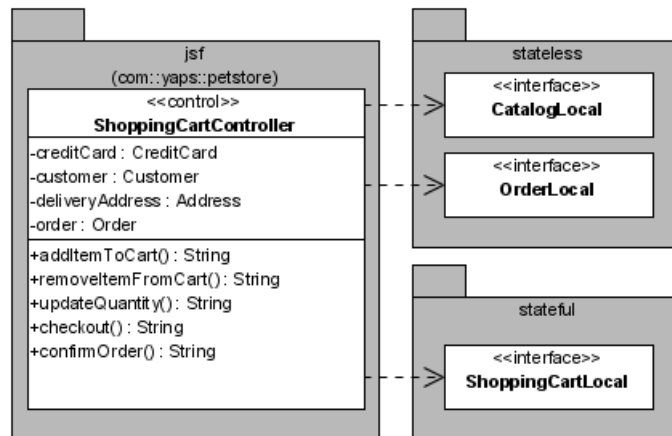 jsf
(com::yaps::petstore)
<<control>>
ShoppingCartController
-creditCard : CreditCard
-customer : Customer
-deliveryAddress : Address
-order : Order
+addItemToCart() : String
+removeItemFromCart() : String
+updateQuantity() : String
+checkout() : String
+confirmOrder() : String
stateless
<<interface>>
CatalogLocal
<<interface>>
OrderLocal
stateful
<<interface>>
ShoppingCartLocal